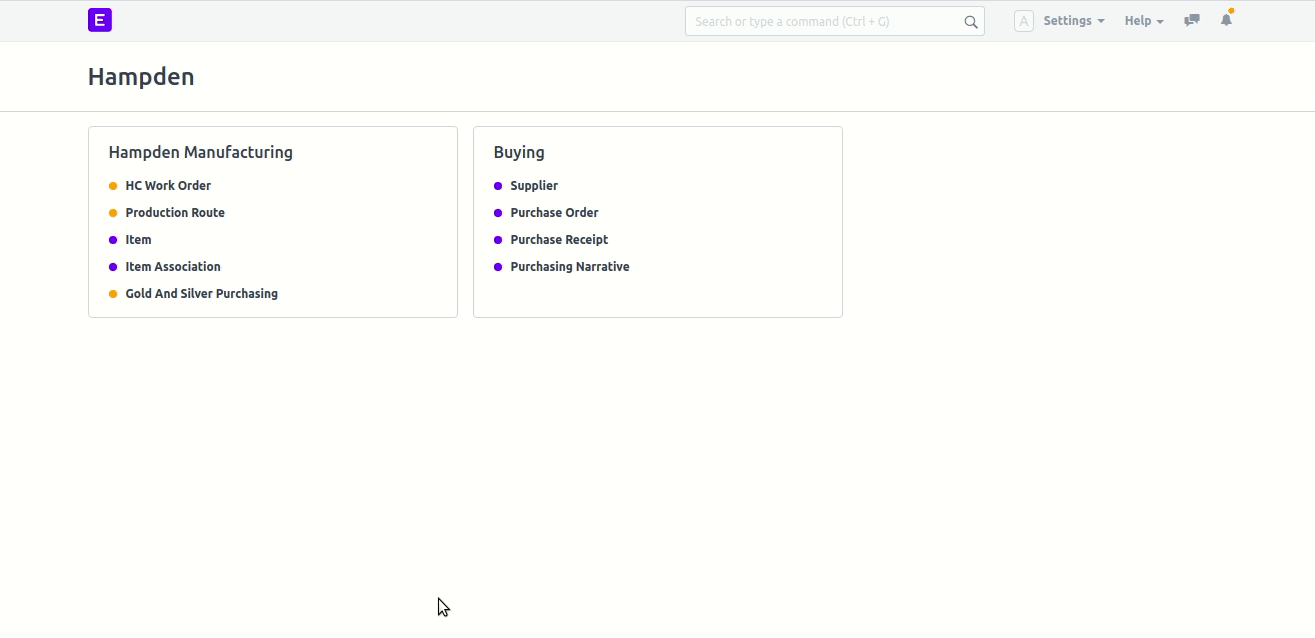 E
Search or type a command (Ctrl + G)
A Settings Help
Hampden
Hampden Manufacturing
HC Work Order
Production Route
Item
Item Association
Gold And Silver Purchasing
Buying
Supplier
Purchase Order
Purchase Receipt
Purchasing Narrative